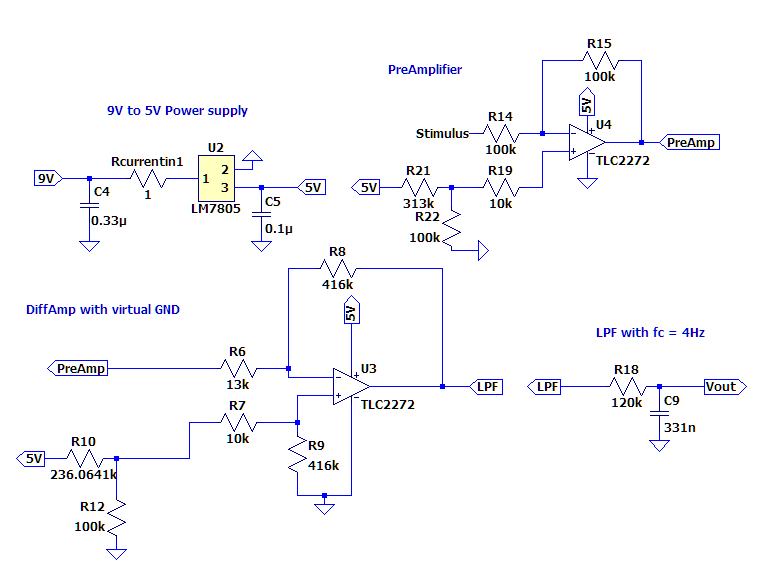 PreAmplifier
R15
100k
5V
U4
R14
Stimulus
100k
TLC2272
PreAmp
9V to 5V Power supply
U2
Rcurrentin1
9V
1
2
3
1
LM7805
5V
C4
0.33µ
C5
0.1µ
5V
R21
313k
R19
10k
R22
100k
DiffAmp with virtual GND
R8
416k
5V
U3
PreAmp
R6
13k
TLC2272
LPF
R7
10k
R9
416k
5V
R10
236.0641k
R12
100k
LPF with fc = 4Hz
LPF
R18
120k
Vout
C9
331n